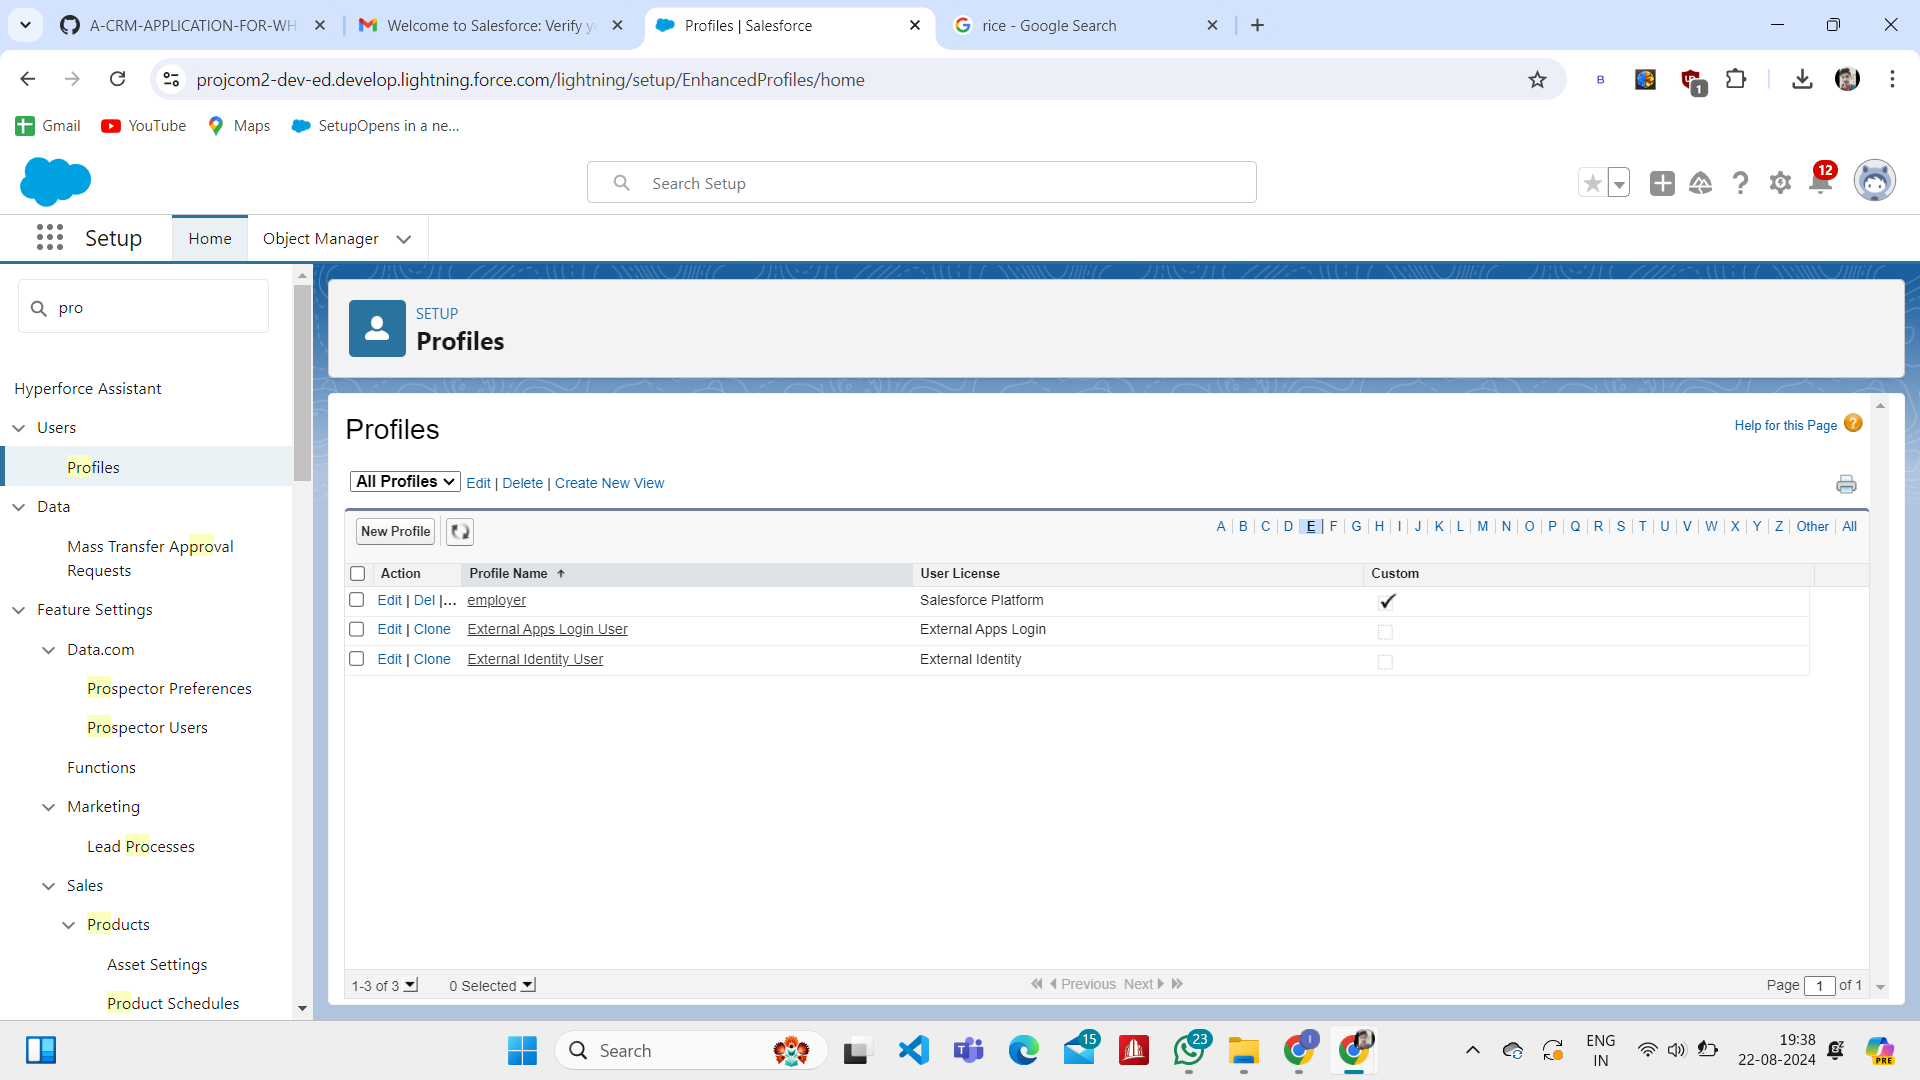 A-CRM-APPLICATION-FOR-WH
Welcome to Salesforce: Verify y
Profiles | Salesforce
rice - Google Search
projcom2-dev-ed.develop.lightning.force.com/lightning/setup/EnhancedProfiles/home
B
1
Gmail
YouTube
Maps
SetupOpens in a ne...
Search Setup
12
Setup
Home
Object Manager
pro
SETUP
Profiles
Hyperforce Assistant
Users
Profiles
Data
Mass Transfer Approval
Requests
Feature Settings
Data.com
Prospector Preferences
Prospector Users
Functions
Marketing
Lead Processes
Sales
Products
Asset Settings
Product Schedules
Profiles
Help for this Page ?
All Profiles Edit | Delete | Create New View
New Profile
A B C D E F G H I J K L M N O P Q R S T U V W X Y Z Other All
Action Profile Name User License Custom
Edit | Del |... employer Salesforce Platform
Edit | Clone External Apps Login User External Apps Login
Edit | Clone External Identity User External Identity
1-3 of 3 0 Selected Previous Next Page 1 of 1
Search
15
23
ENG
IN
19:38
22-08-2024
PRE